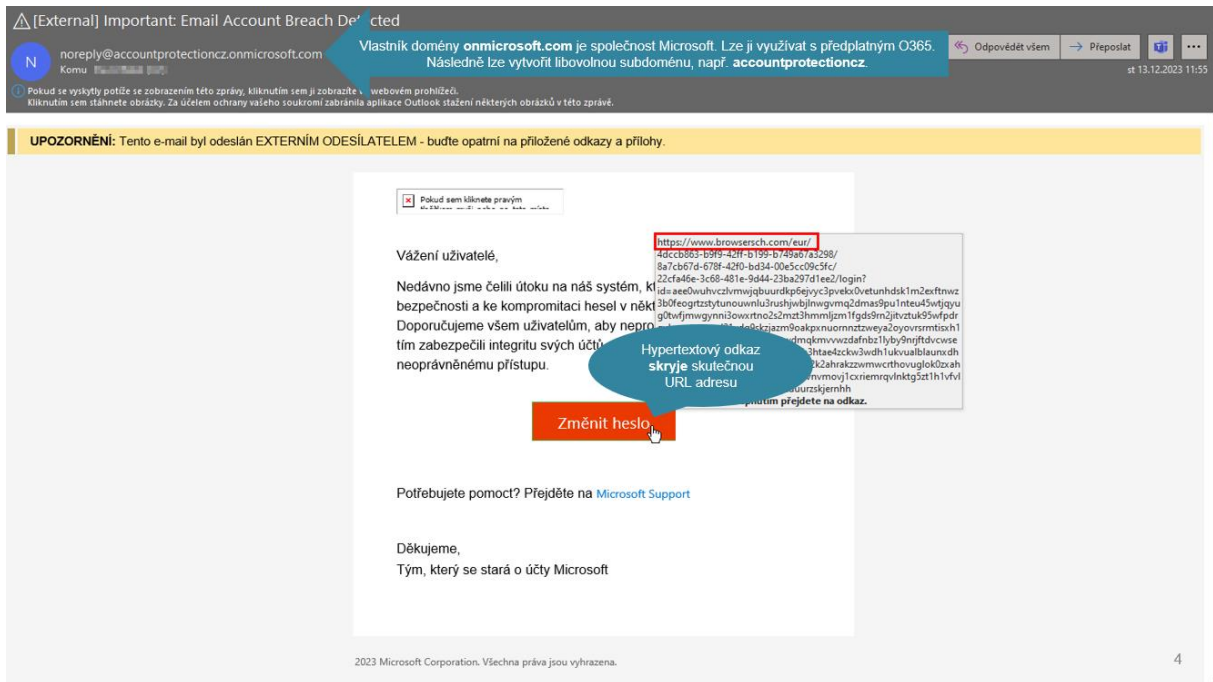 [External] Important: Email Account Breach De cted
N
noreply@accountprotectioncz.onmicrosoft.com
Komu
Vlastník domény onmicrosoft.com je společnost Microsoft. Lze ji využívat s předplatným O365.
Následně lze vytvořit libovolnou subdoménu, např. accountprotectioncz.
Odpovědět všem
Přeposlat
st 13.12.2023 11:55
Pokud se vyskytly potíže se zobrazením této zprávy, kliknutím sem ji zobrazíte webovém prohlížeči.
Kliknutím sem stáhnete obrázky. Za účelem ochrany vašeho soukromí zabránila aplikace Outlook stažení některých obrázků v této zprávě.
UPOZORNĚNÍ: Tento e-mail byl odeslán EXTERNÍM ODESÍLATELEM - buďte opatrní na přiložené odkazy a přílohy.
Pokud sem kliknete pravým
Vážení uživatelé,
Nedávno jsme čelili útoku na náš systém, kt
bezpečnosti a ke kompromitaci hesel v někt
Doporučujeme všem uživatelům, aby nepro
tím zabezpečili integritu svých účtů
neoprávněnému přístupu.
https://www.browsersch.com/eur/
4dccb863-b9f9-42ff-b199-b749a67a3298/
8a7cb67d-678f-42f0-bd34-00e5cc09c5fc/
22cfa46e-3c68-481e-9d44-23ba297d1ee2/login?
Hypertextový odkaz
skryje skutečnou
URL adresu
přejdete na odkaz.
Změnit heslo
Potřebujete pomoct? Přejděte na Microsoft Support
Děkujeme,
Tým, který se stará o účty Microsoft
2023 Microsoft Corporation. Všechna práva jsou vyhrazena.
4